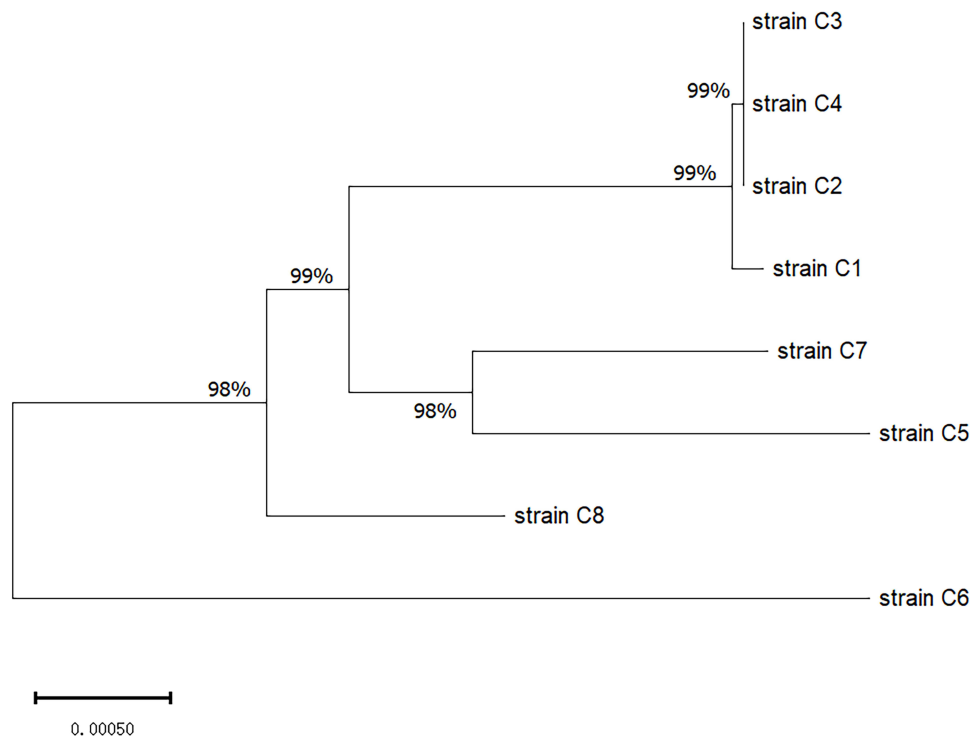 strain C3
99%
strain C4
99%
strain C2
strain C1
99%
strain C7
98%
98%
strain C5
strain C8
strain C6
0.00050